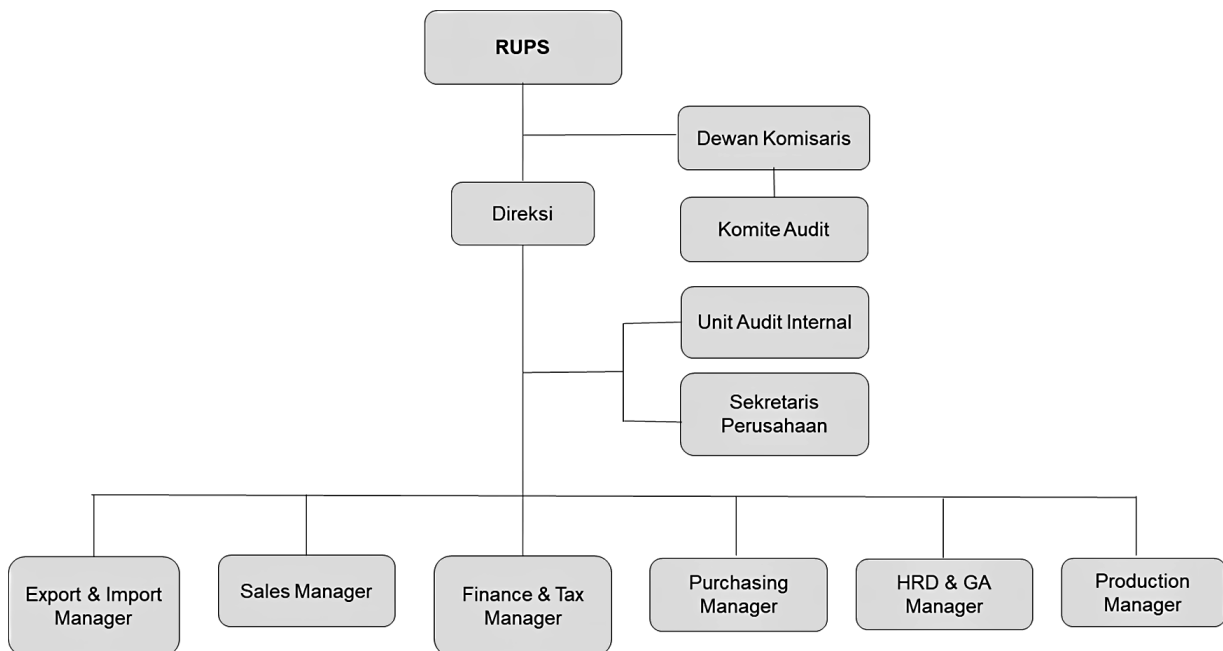 RUPS
Dewan Komisaris
Direksi
Komite Audit
Unit Audit Internal
Sekretaris
Perusahaan
Export & Import
Manager
Sales Manager
Finance & Tax
Manager
Purchasing
Manager
HRD & GA
Manager
Production
Manager